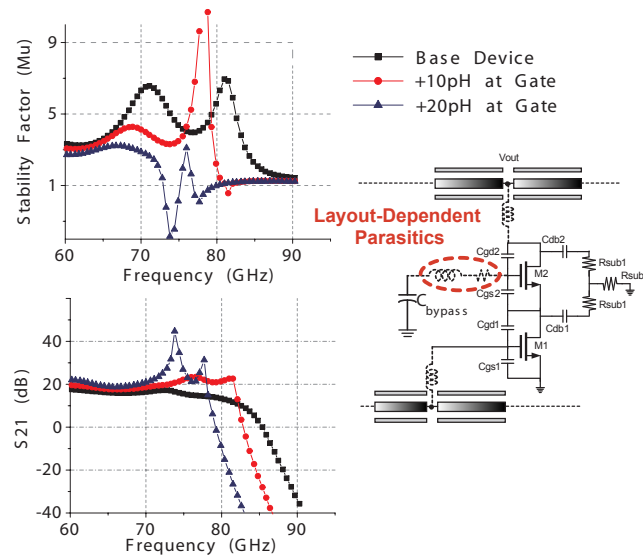 Stability Factor (Mu)
9
5
1
60
70
80
90
Frequency (GHz)
Base Device
+10pH at Gate
+20pH at Gate
S21 (dB)
40
20
0
-20
-40
60
70
80
90
Frequency (GHz)
Vout
Layout-Dependent
Parasitics
Cgd2
Cdb2
Rsub1
M2
Rsub
Cgs2
Cbypass
Rsub1
Cgd1
Cdb1
M1
Cgs1